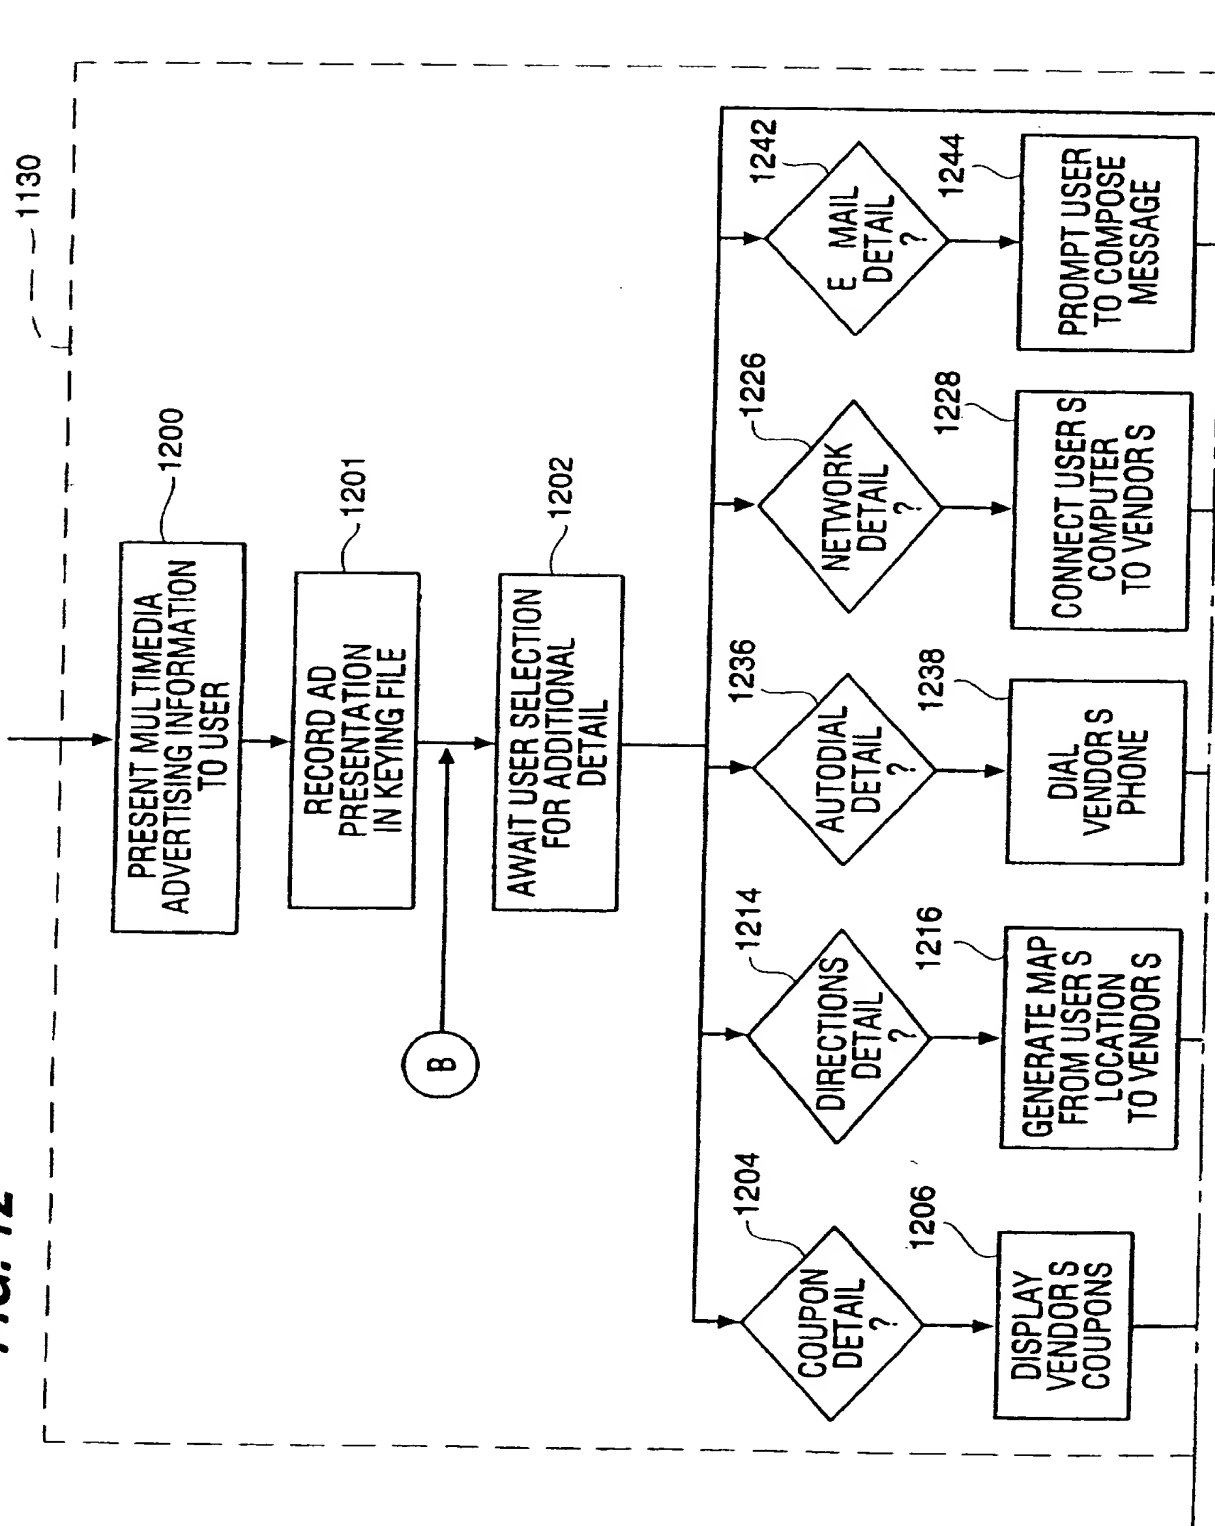 FIG. 12
1130
PRESENT MULTIMEDIA
ADVERTISING INFORMATION
TO USER
1200
RECORD AD
PRESENTATION
IN KEYING FILE
1201
B
AWAIT USER SELECTION
FOR ADDITIONAL
DETAIL
1202
COUPON
DETAIL
?
1204
DIRECTIONS
DETAIL
?
1214
AUTODIAL
DETAIL
?
1236
NETWORK
DETAIL
?
1226
E MAIL
DETAIL
?
1242
DISPLAY
VENDOR S
COUPONS
1206
GENERATE MAP
FROM USER S
LOCATION
TO VENDOR S
1216
DIAL
VENDOR S
PHONE
1238
CONNECT USER S
COMPUTER
TO VENDOR S
1228
PROMPT USER
TO COMPOSE
MESSAGE
1244